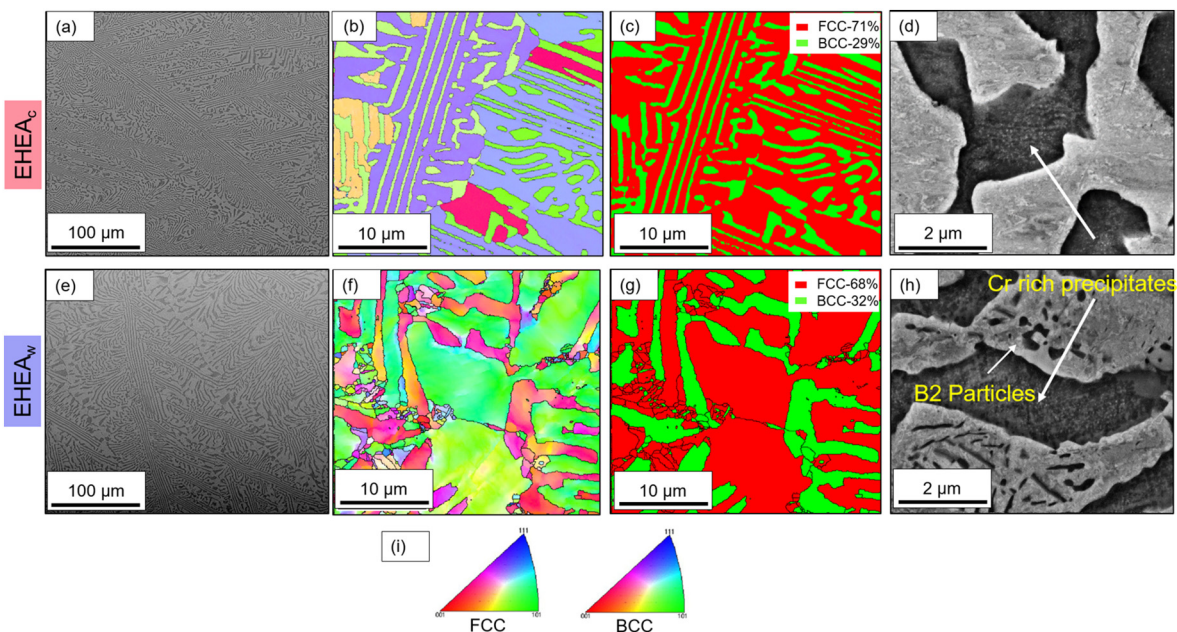 (a)
(b)
(c)
(d)
FCC-71%
BCC-29%
EHEAc
100 µm
10 µm
10 µm
2 µm
(e)
(f)
(g)
(h)
FCC-68%
BCC-32%
Cr rich precipitates
B2 Particles
EHEAw
100 µm
10 µm
10 µm
2 µm
(i)
111
001
101
FCC
111
001
101
BCC